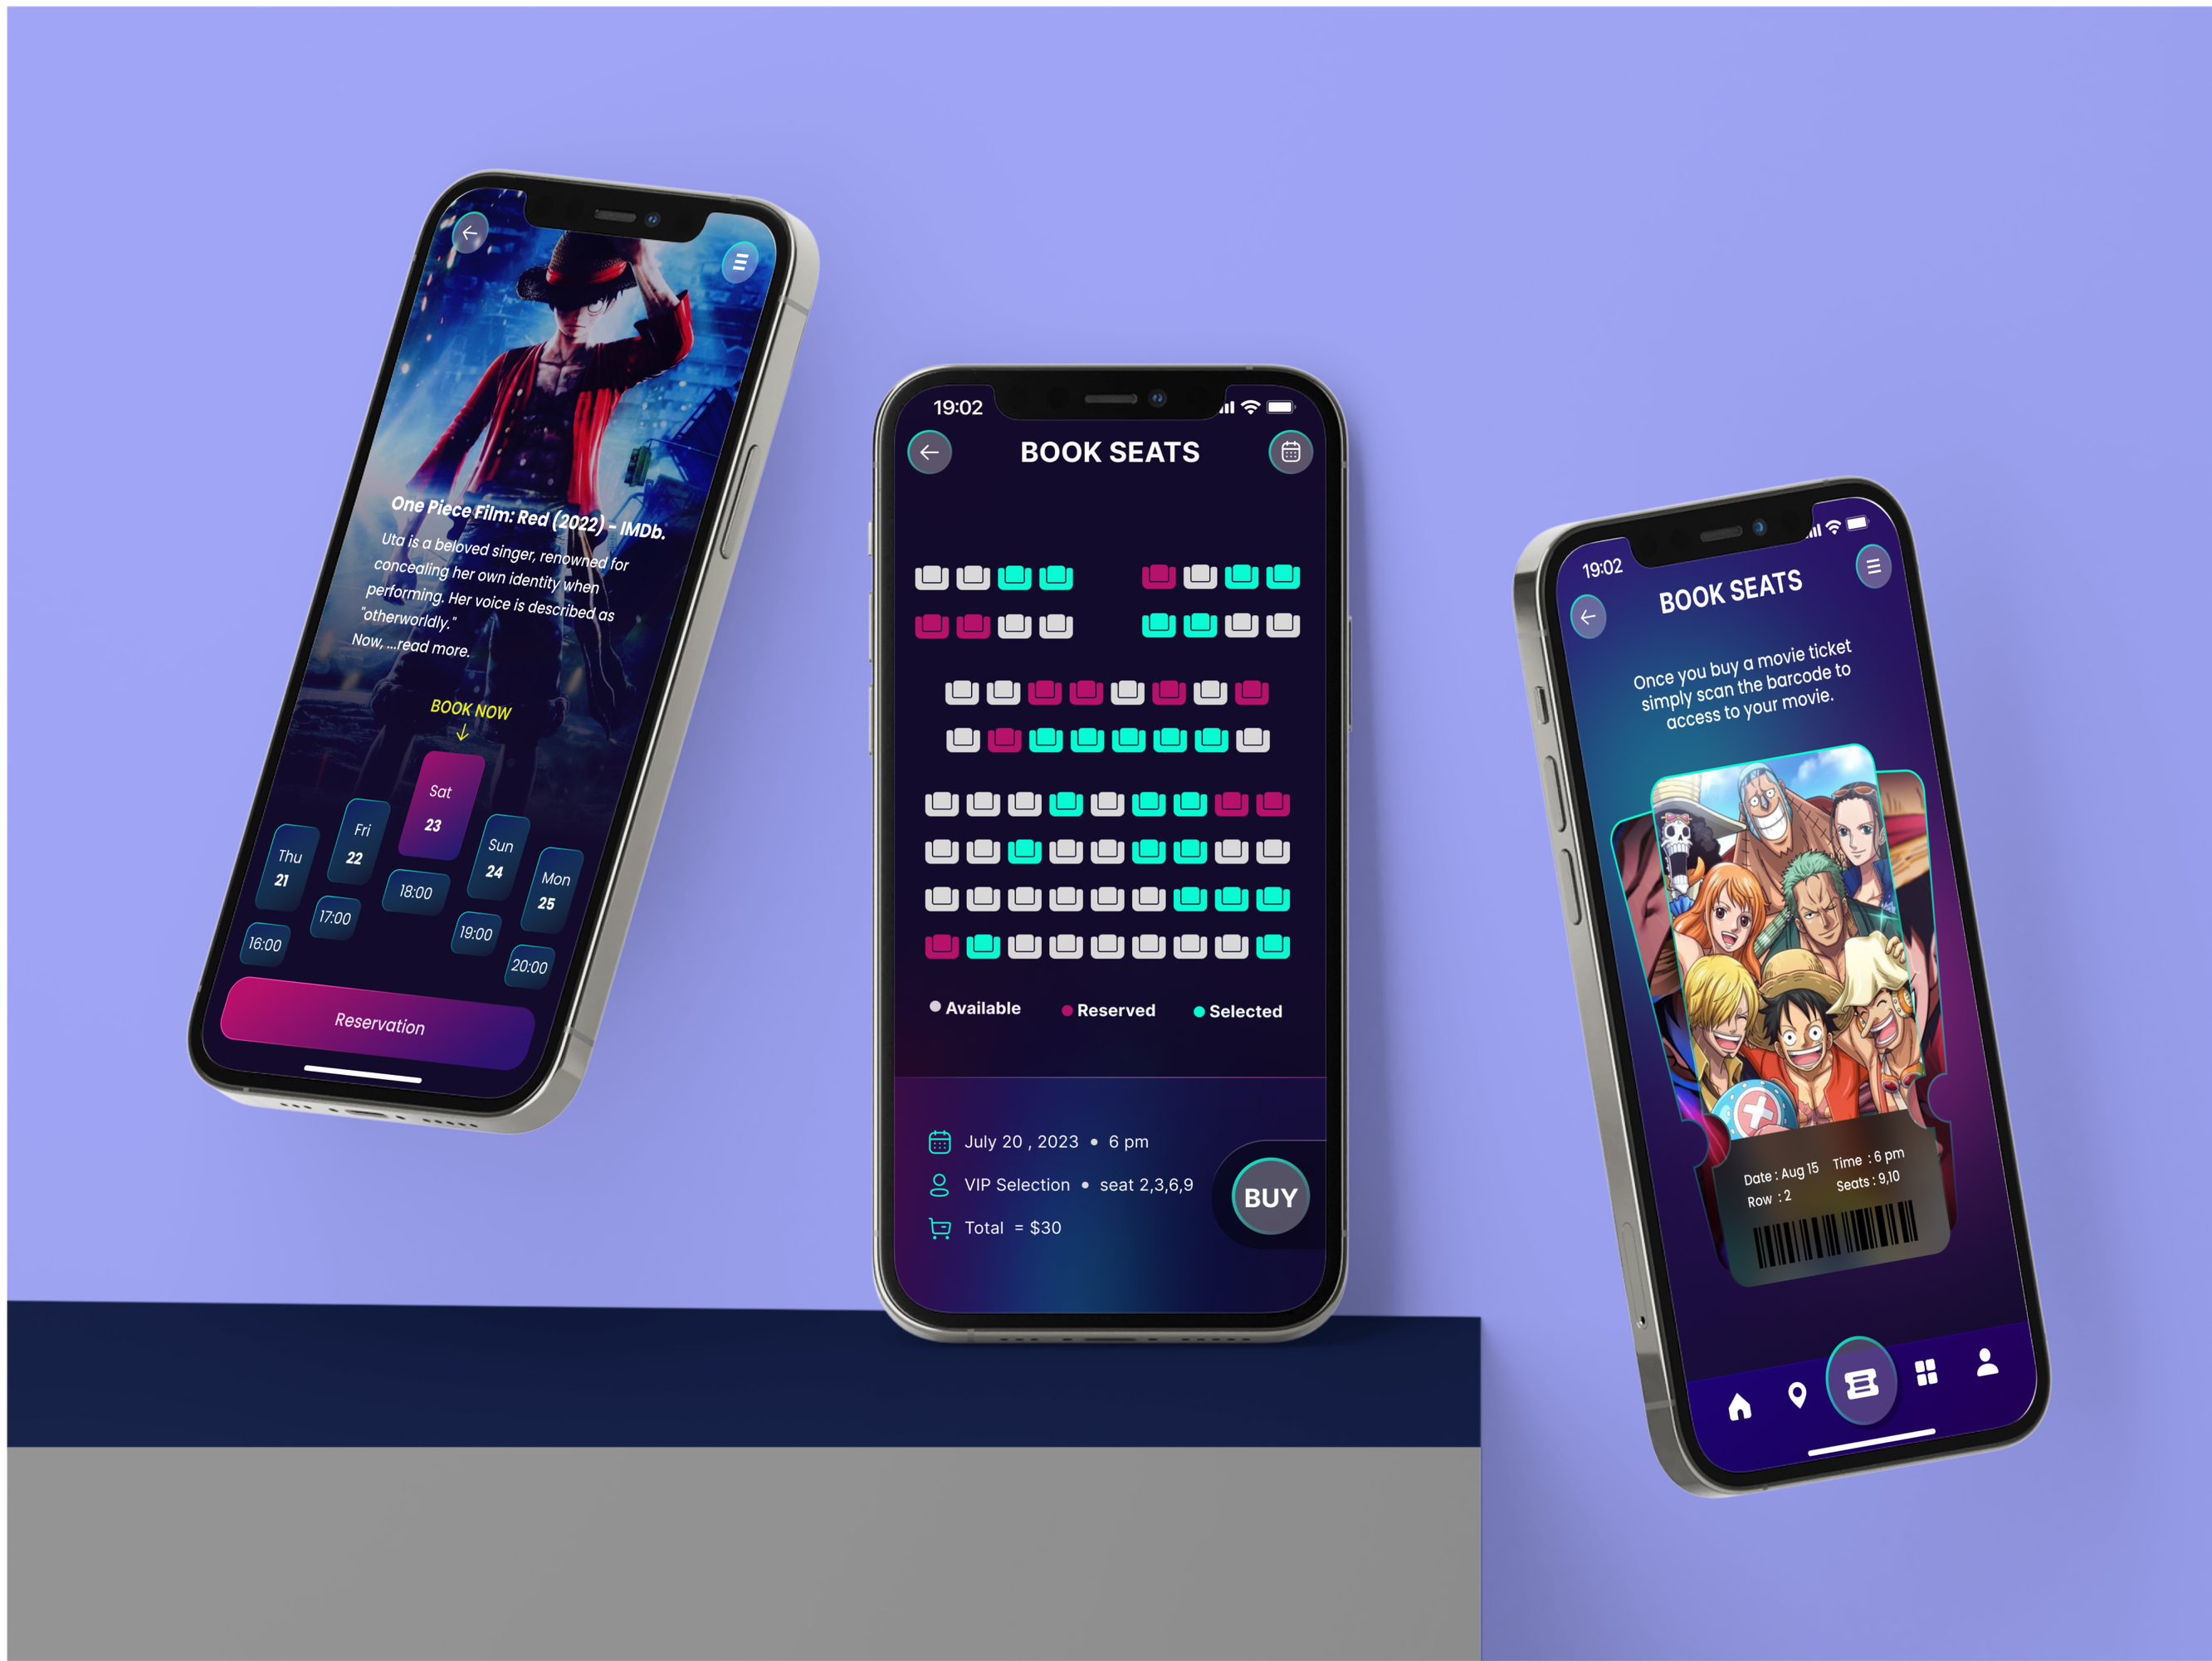 One Piece Film: Red (2022) - IMDb.
Uta is a beloved singer, renowned for
concealing her own identity when
performing. Her voice is described as
"otherworldly."
Now, ...read more.
BOOK NOW
Thu
21
Fri
22
Sat
23
Sun
24
Mon
25
16:00
17:00
18:00
19:00
20:00
Reservation
19:02
BOOK SEATS
Available
Reserved
Selected
July 20 , 2023 • 6 pm
VIP Selection • seat 2,3,6,9
Total = $30
BUY
19:02
BOOK SEATS
Once you buy a movie ticket
simply scan the barcode to
access to your movie.
Date : Aug 15 Time : 6 pm
Row : 2 Seats : 9,10